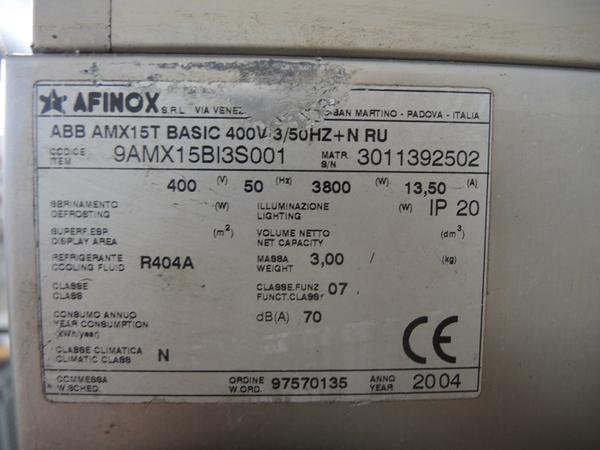 AFINOX S.R.L. VIA SAN MARTINO - PADOVA - ITALIA
ABB AMX15T BASIC 400V 3/50HZ+N RU
CODICE ITEM 9AMX15BI3S001 MATR. S/N 3011392502
400 (V) 50 (Hz) 3800 (W) 13,50 (A)
SBRINAMENTO (W) ILLUMINAZIONE (W) IP 20
DEFROSTING LIGHTING
SUPERF. ESP. (m²) VOLUME NETTO (dm³)
DISPLAY AREA NET CAPACITY
REFRIGERANTE R404A MASSA 3,00 / (kg)
COOLING FLUID WEIGHT
CLASSE CLASSE.FUNZ 07
CLASS FUNCT.CLASS
CONSUMO ANNUO dB(A) 70
YEAR CONSUMPTION
(kWh/year)
CE
CLASSE CLIMATICA N
CLIMATIC CLASS
COMMESSA ORDINE 97570135 ANNO 2004
W.SCHED. W.ORD. YEAR